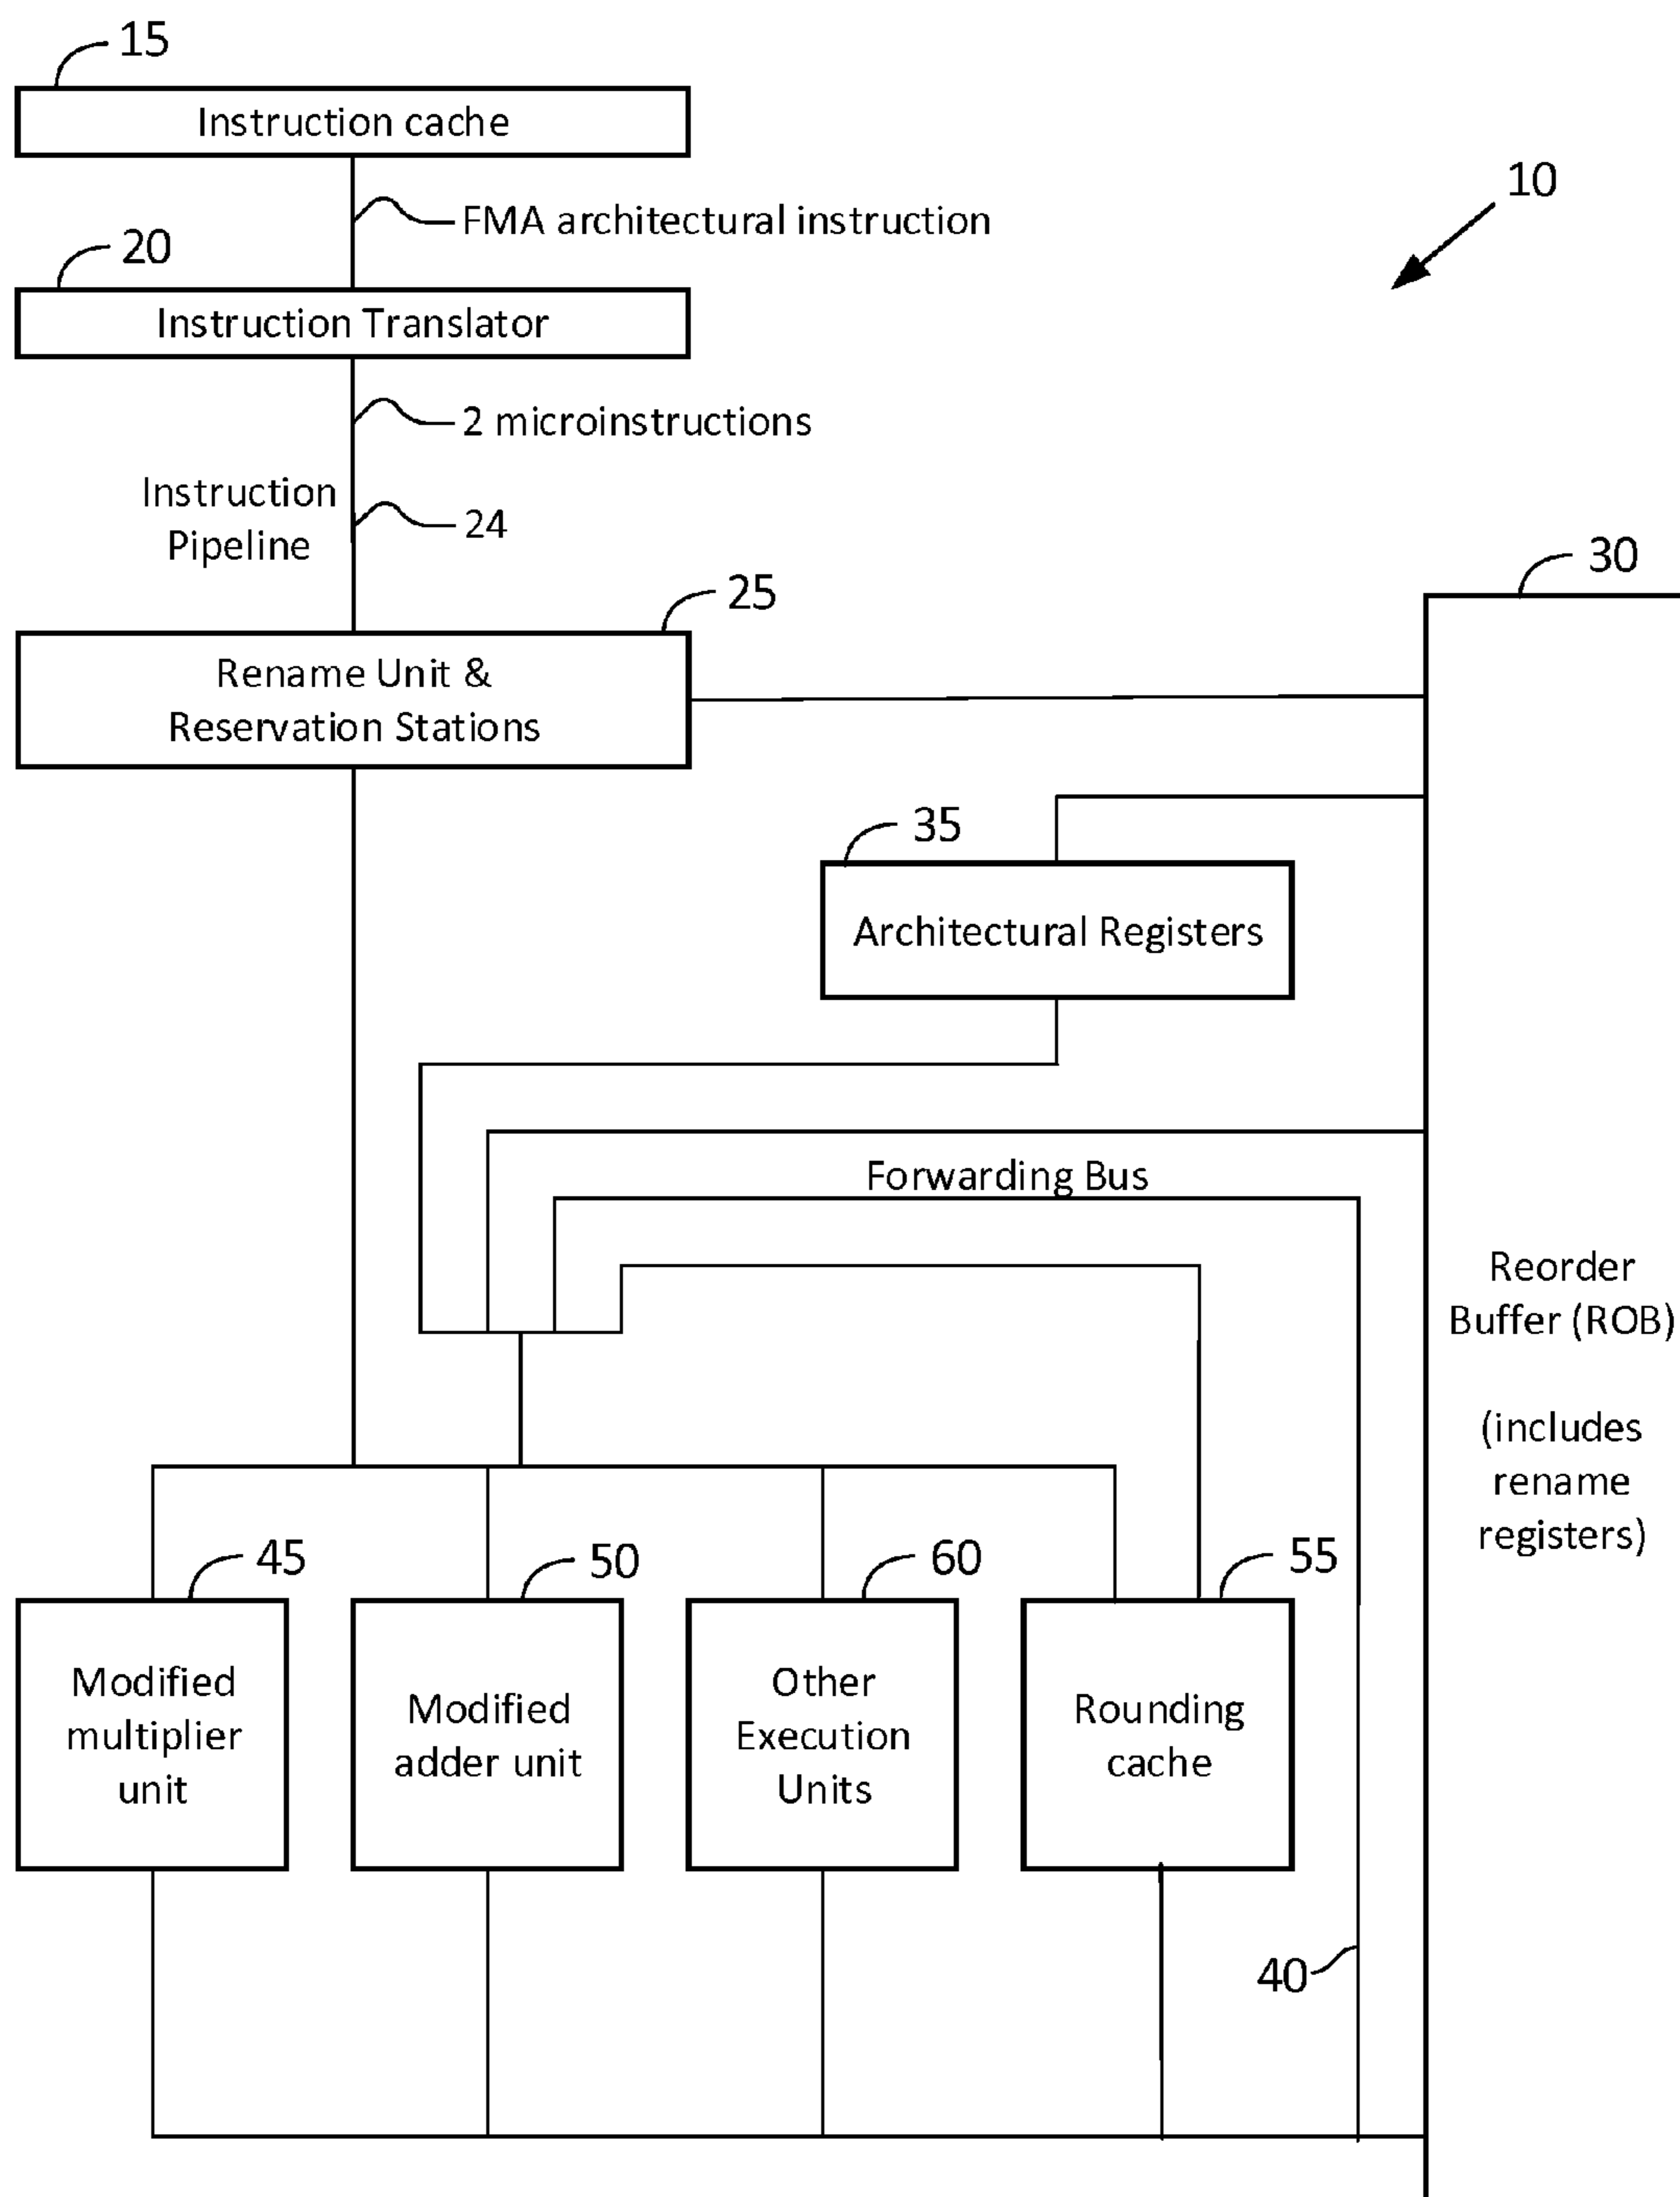 15
Instruction cache
FMA architectural instruction
10
20
Instruction Translator
2 microinstructions
Instruction
Pipeline
24
25
30
Rename Unit &
Reservation Stations
35
Architectural Registers
Forwarding Bus
Reorder
Buffer (ROB)
(includes
rename
registers)
45
50
60
55
Modified
multiplier
unit
Modified
adder unit
Other
Execution
Units
Rounding
cache
40